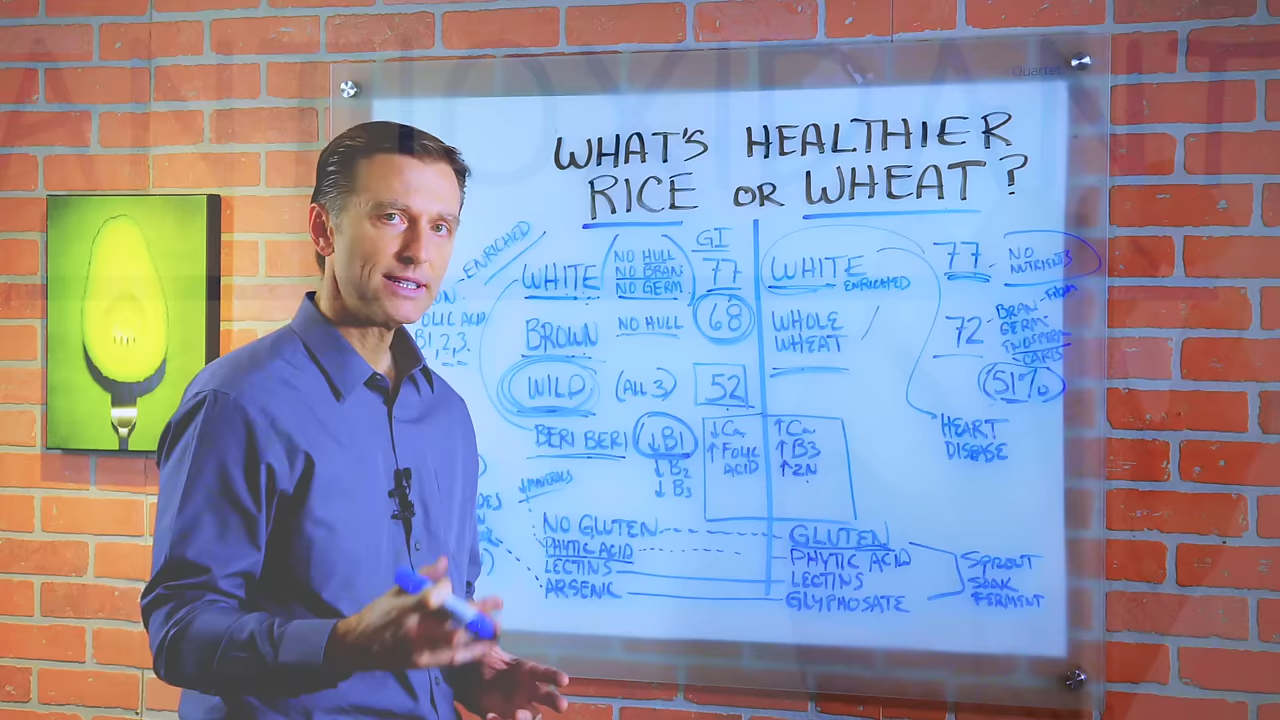 ANTIOXIDANT
Quartet
WHAT'S HEALTHIER
RICE OR WHEAT?
ENRICHED
FOLIC ACID
B1,2,3.
WHITE
NO HULL
NO BRAN
NO GERM
GI
77
BROWN
NO HULL
68
WILD
(ALL 3)
52
BERI BERI
↓B1
↓B2
↓B3
↓MINERALS
↓Ca
↑FOLIC
ACID
NO GLUTEN
PHYTIC ACID
LECTINS
ARSENIC
WHITE
ENRICHED
77
NO
NUTRIENTS
WHOLE
WHEAT
72
BRAN-FIBER
GERM-
ENDOSPERM
CARBS
51%
↑Ca
↑B3
↑ZN
HEART
DISEASE
GLUTEN
PHYTIC ACID
LECTINS
GLYPHOSATE
SPROUT
SOAK
FERMENT